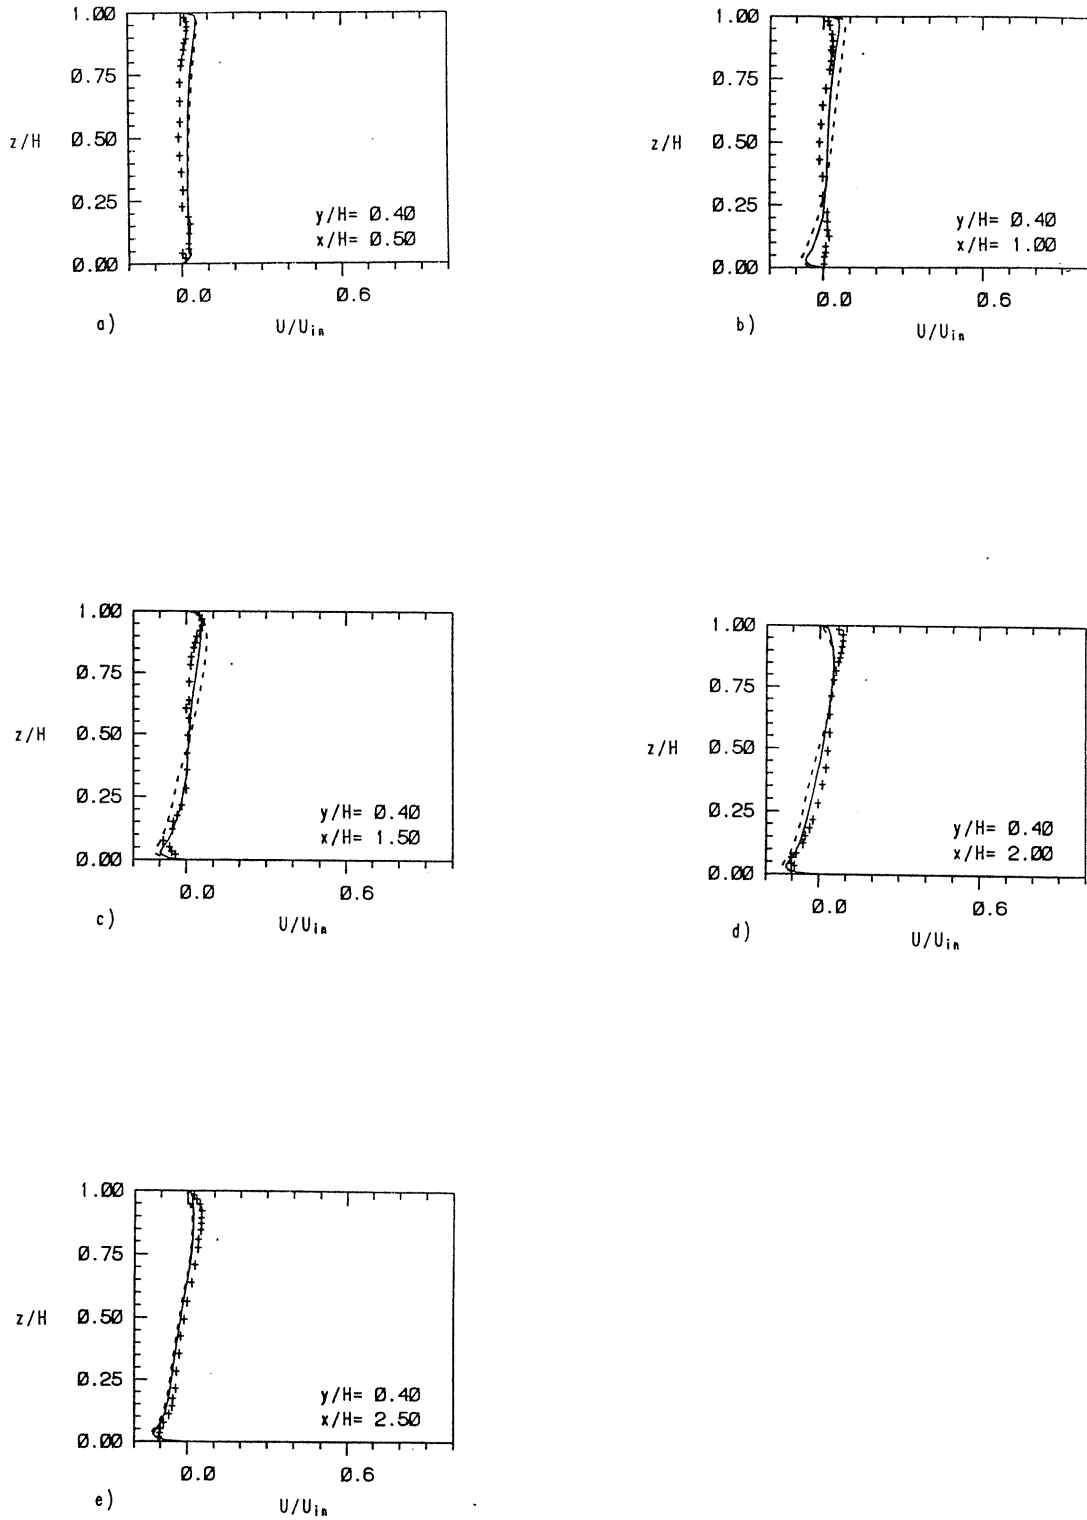 1.00
0.75
z/H 0.50
0.25
0.00
y/H= 0.40
x/H= 0.50
0.0 0.6
a) U/Uin
1.00
0.75
z/H 0.50
0.25
0.00
y/H= 0.40
x/H= 1.00
0.0 0.6
b) U/Uin
1.00
0.75
z/H 0.50
0.25
0.00
y/H= 0.40
x/H= 1.50
0.0 0.6
c) U/Uin
1.00
0.75
z/H 0.50
0.25
0.00
y/H= 0.40
x/H= 2.00
0.0 0.6
d) U/Uin
1.00
0.75
z/H 0.50
0.25
0.00
y/H= 0.40
x/H= 2.50
0.0 0.6
e) U/Uin